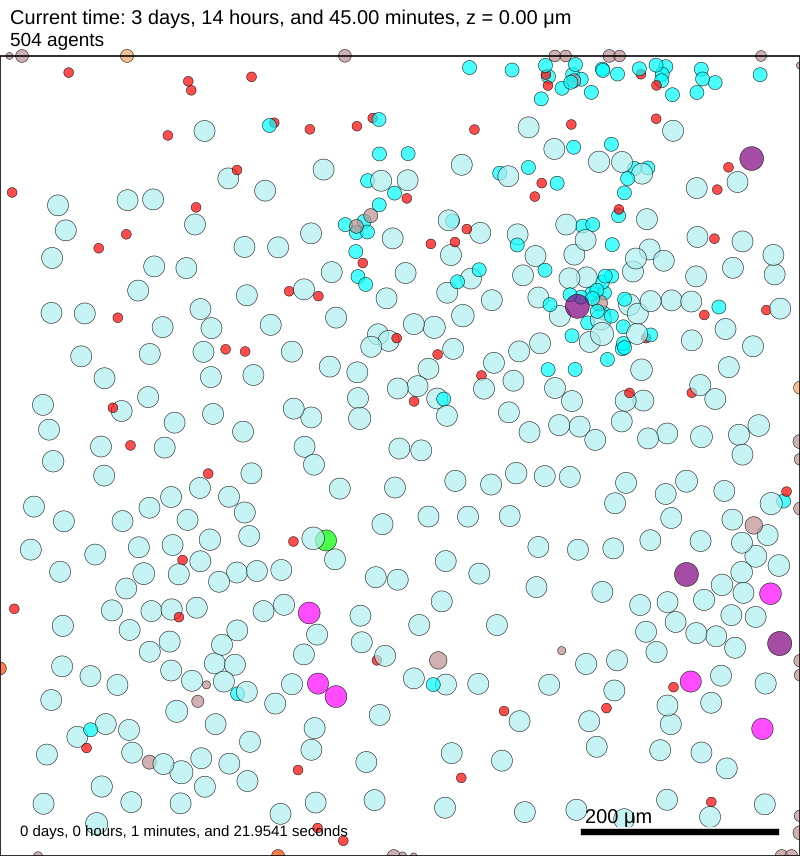 Current time: 3 days, 14 hours, and 45.00 minutes, z = 0.00 μm
504 agents
200 μm
0 days, 0 hours, 1 minutes, and 21.9541 seconds